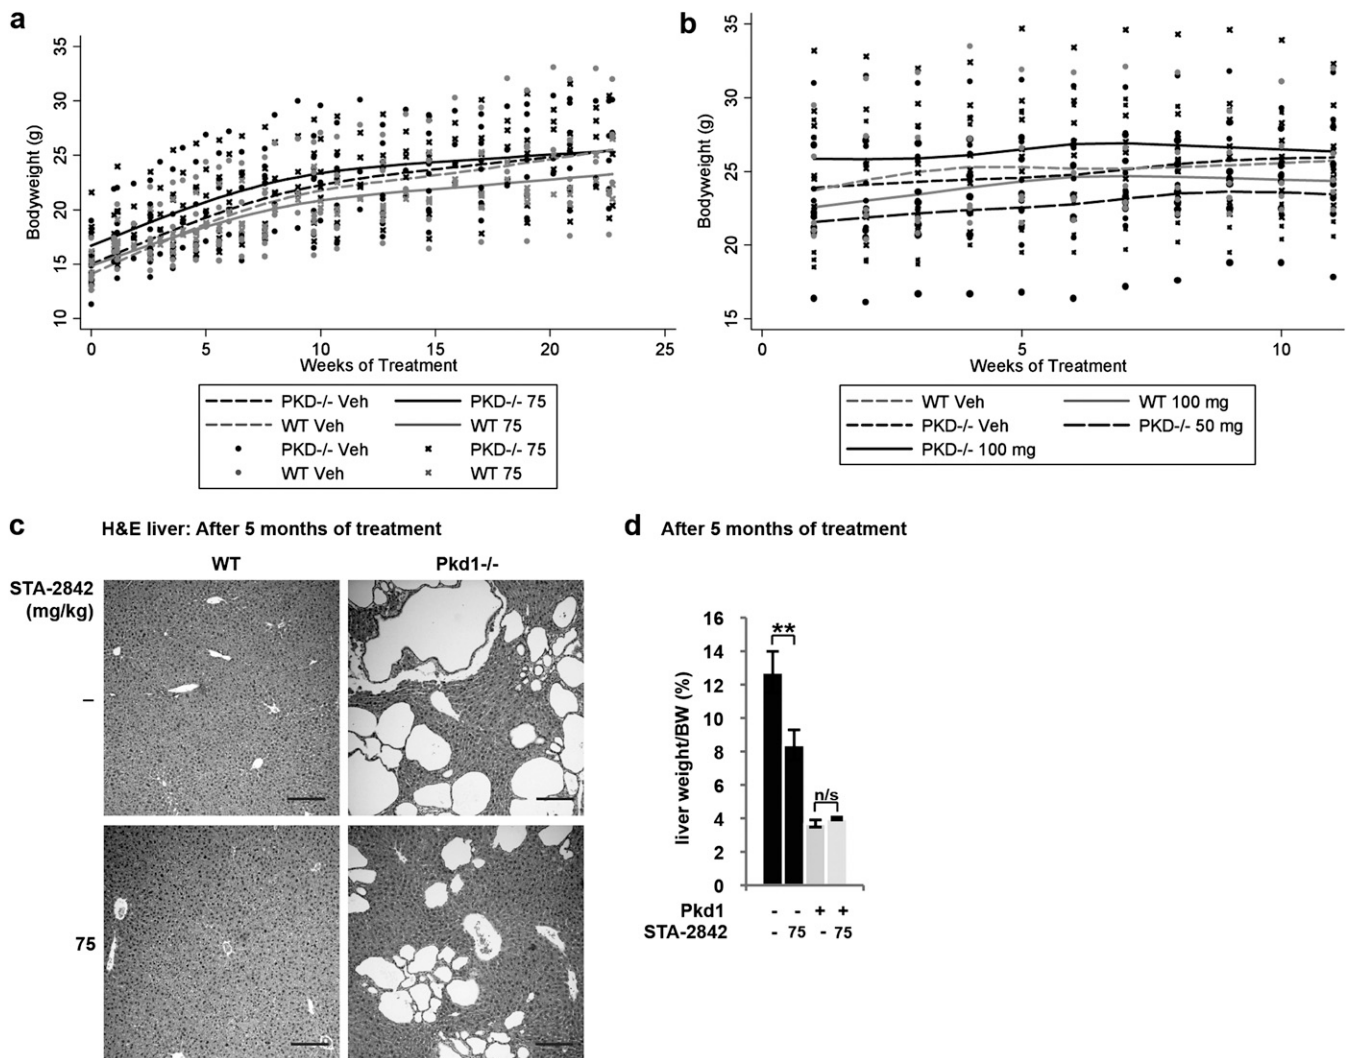 a
35
30
25
20
15
10
Bodyweight (g)
0 5 10 15 20 25
Weeks of Treatment
PKD-/- Veh PKD-/- 75
WT Veh WT 75
PKD-/- Veh PKD-/- 75
WT Veh WT 75
b
35
30
25
20
15
Bodyweight (g)
0 5 10
Weeks of Treatment
WT Veh WT 100 mg
PKD-/- Veh PKD-/- 50 mg
PKD-/- 100 mg
c H&E liver: After 5 months of treatment
WT Pkd1-/-
STA-2842
(mg/kg)
–
75
d After 5 months of treatment
16
14
12
10
8
6
4
2
0
liver weight/BW (%)
**
n/s
Pkd1 - - + +
STA-2842 - 75 - 75